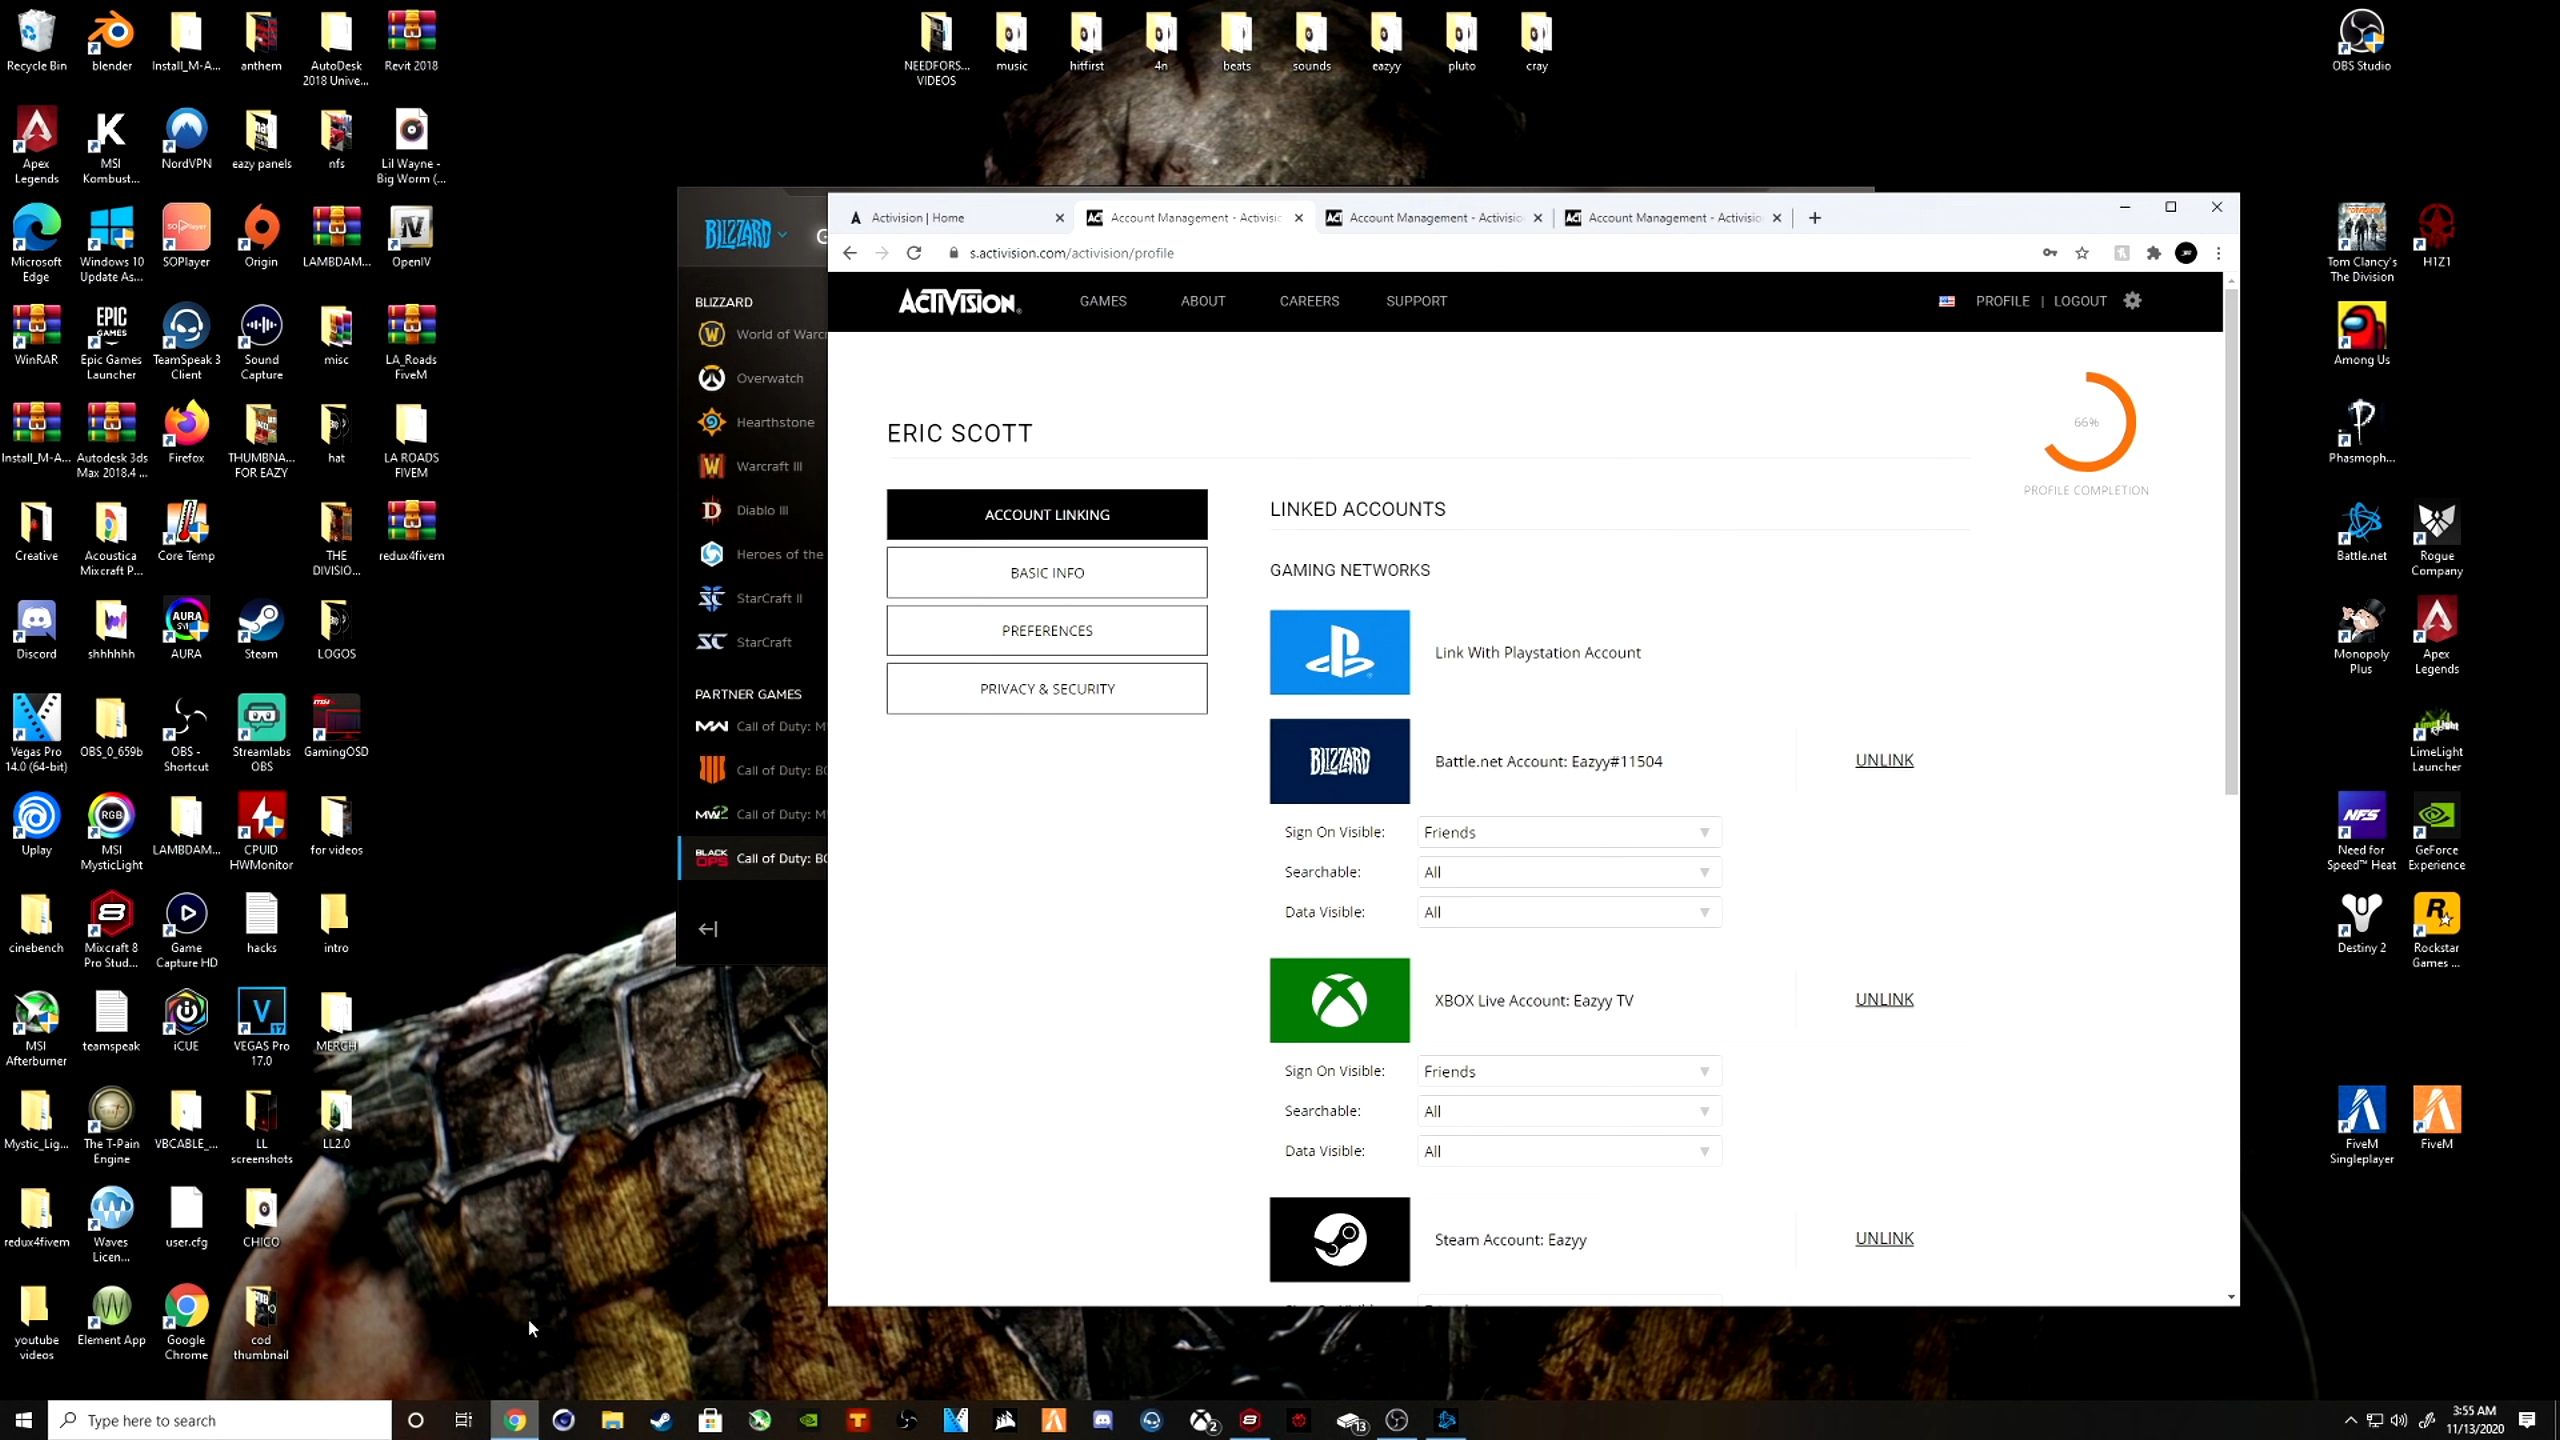 Recycle Bin
blender
Install_M-A...
anthem
AutoDesk
2018 Unive...
Revit 2018
NEEDFORS...
VIDEOS
music
hitfirst
4n
beats
sounds
eazyy
pluto
cray
OBS Studio
Apex
Legends
MSI
Kombust...
NordVPN
eazy panels
nfs
Lil Wayne -
Big Worm (...
Microsoft
Edge
Windows 10
Update As...
SOPlayer
Origin
LAMBDAM...
OpenIV
Tom Clancy's
The Division
H1Z1
WinRAR
Epic Games
Launcher
TeamSpeak 3
Client
Sound
Capture
misc
LA_Roads
FiveM
Among Us
Install_M-A...
Autodesk 3ds
Max 2018.4 ...
Firefox
THUMBNA...
FOR EAZY
hat
LA ROADS
FIVEM
Phasmoph...
Creative
Acoustica
Mixcraft P...
Core Temp
THE
DIVISIO...
redux4fivem
Battle.net
Rogue
Company
Discord
shhhhhh
AURA
Steam
LOGOS
Monopoly
Plus
Apex
Legends
Vegas Pro
14.0 (64-bit)
OBS_0_659b
OBS -
Shortcut
Streamlabs
OBS
GamingOSD
LimeLight
Launcher
Uplay
MSI
MysticLight
LAMBDAM...
CPUID
HWMonitor
for videos
Need for
Speed™ Heat
GeForce
Experience
cinebench
Mixcraft 8
Pro Stud...
Game
Capture HD
hacks
intro
Destiny 2
Rockstar
Games ...
MSI
Afterburner
teamspeak
iCUE
VEGAS Pro
17.0
MERCH
Mystic_Lig...
The T-Pain
Engine
VBCABLE_...
LL
screenshots
LL2.0
FiveM
Singleplayer
FiveM
redux4fivem
Waves
Licen...
user.cfg
CHICO
youtube
videos
Element App
Google
Chrome
cod
thumbnail
BLIZZARD
BLIZZARD
World of Warc
Overwatch
Hearthstone
Warcraft III
Diablo III
Heroes of the
StarCraft II
StarCraft
PARTNER GAMES
Call of Duty: M
Call of Duty: BO
Call of Duty: M
Call of Duty: BO
Activision | Home
Account Management - Activisio
Account Management - Activisio
Account Management - Activisio
s.activision.com/activision/profile
ACTIVISION
GAMES
ABOUT
CAREERS
SUPPORT
PROFILE | LOGOUT
66%
PROFILE COMPLETION
ERIC SCOTT
ACCOUNT LINKING
BASIC INFO
PREFERENCES
PRIVACY & SECURITY
LINKED ACCOUNTS
GAMING NETWORKS
Link With Playstation Account
BLIZZARD
Battle.net Account: Eazyy#11504
UNLINK
Sign On Visible: Friends
Searchable: All
Data Visible: All
XBOX Live Account: Eazyy TV
UNLINK
Sign On Visible: Friends
Searchable: All
Data Visible: All
Steam Account: Eazyy
UNLINK
Type here to search
3:55 AM
11/13/2020